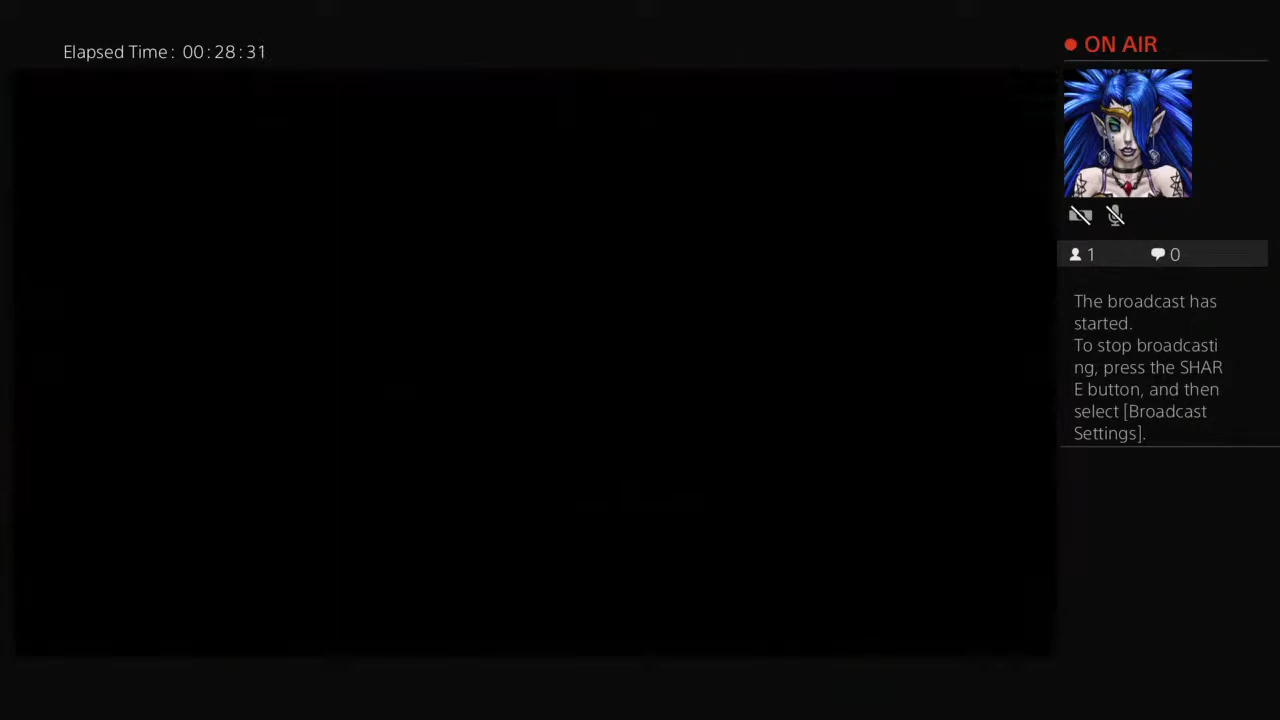 Elapsed Time: 00:28:31
ON AIR
1 0
The broadcast has
started.
To stop broadcasti
ng, press the SHAR
E button, and then
select [Broadcast
Settings].